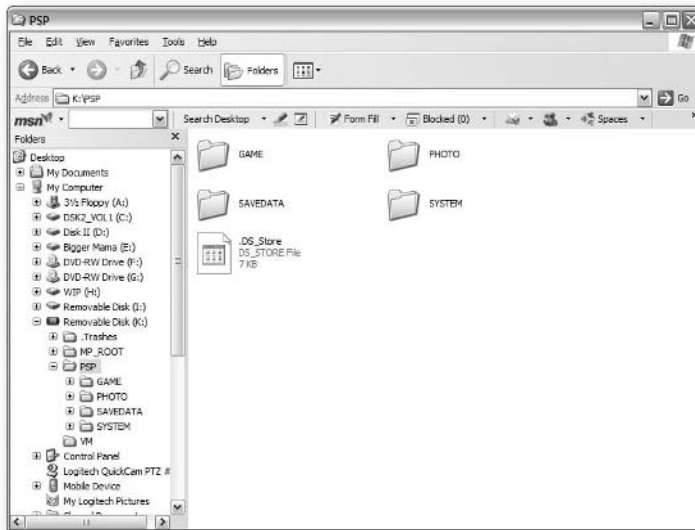 PSP
File Edit View Favorites Tools Help
Back Search Folders
Address K:\PSP Go
msn Search Desktop Form Fill Blocked (0) Spaces
Folders X
Desktop
My Documents
My Computer
3½ Floppy (A:)
DSK2_VOL1 (C:)
Disk II (D:)
Bigger Mama (E:)
DVD-RW Drive (F:)
DVD-RW Drive (G:)
WIP (H:)
Removable Disk (I:)
Removable Disk (K:)
.Trashes
MP_ROOT
PSP
GAME
PHOTO
SAVEDATA
SYSTEM
VM
Control Panel
Logitech QuickCam PTZ #
Mobile Device
My Logitech Pictures
GAME
PHOTO
SAVEDATA
SYSTEM
.DS_Store
DS_STORE File
7 KB